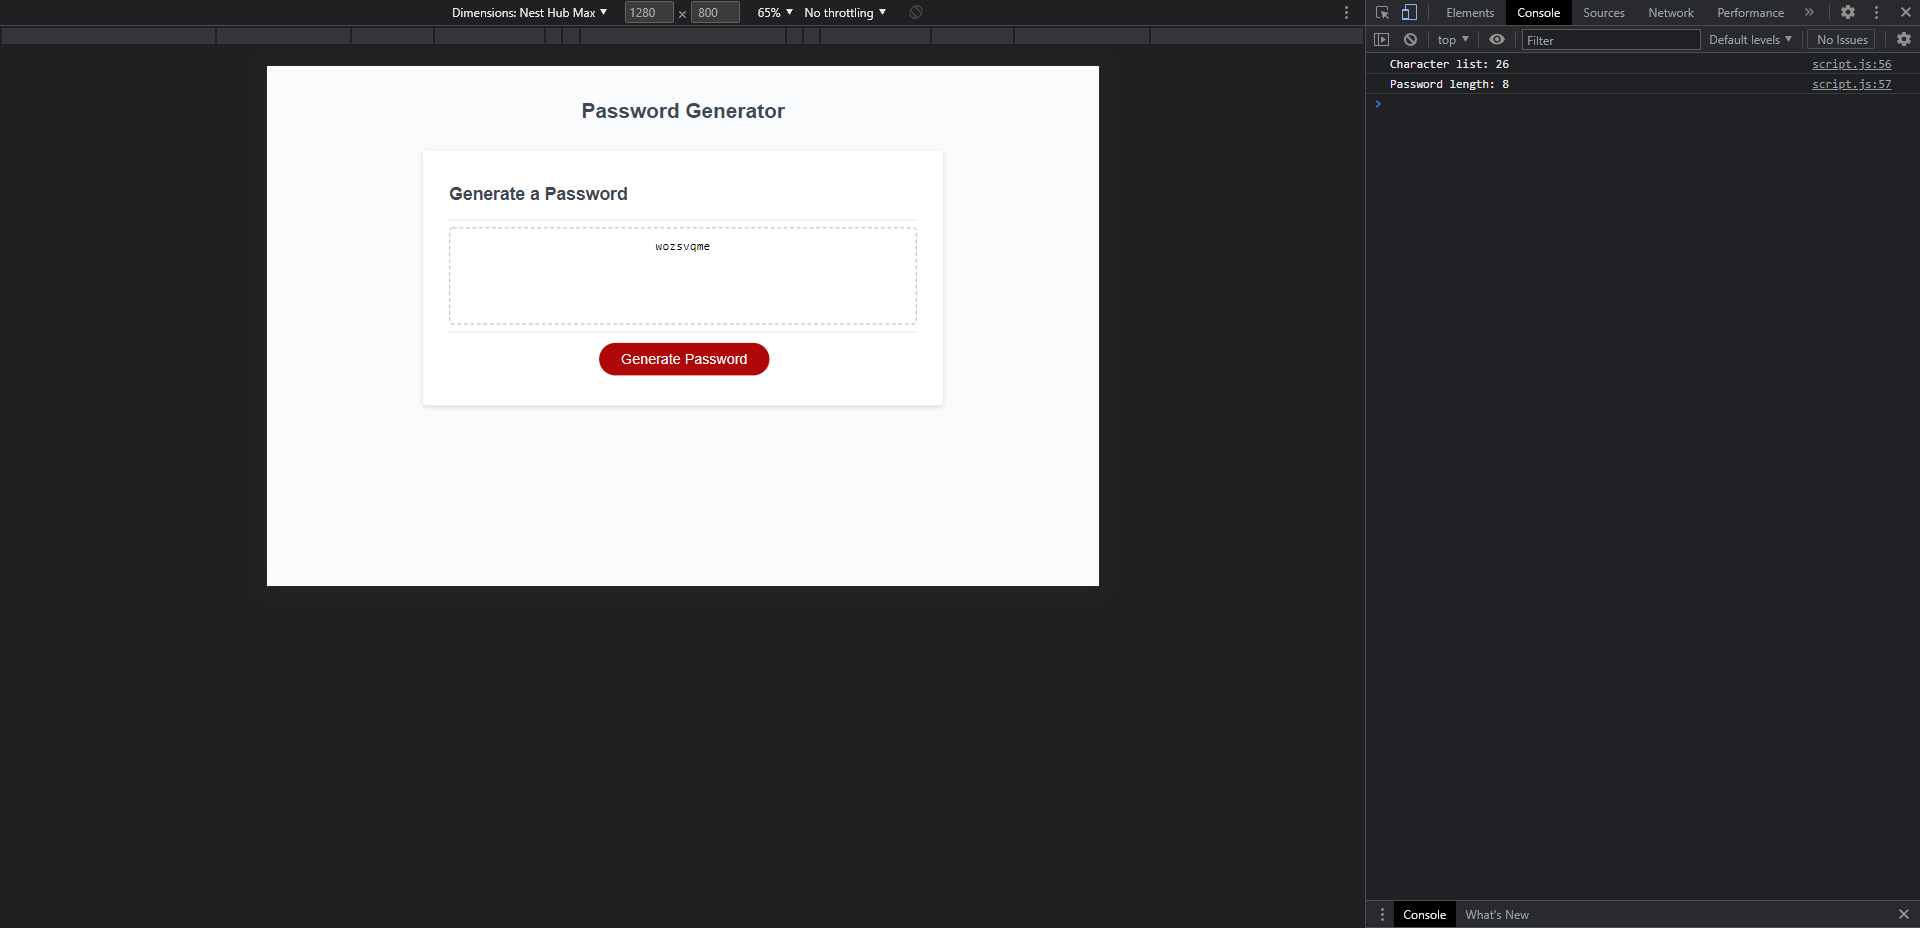 Dimensions: Nest Hub Max 1280 × 800 65% No throttling
Password Generator
Generate a Password
wozsvqme
Generate Password
Elements Console Sources Network Performance
top Filter Default levels No Issues
Character list: 26 script.js:56
Password length: 8 script.js:57
Console What's New